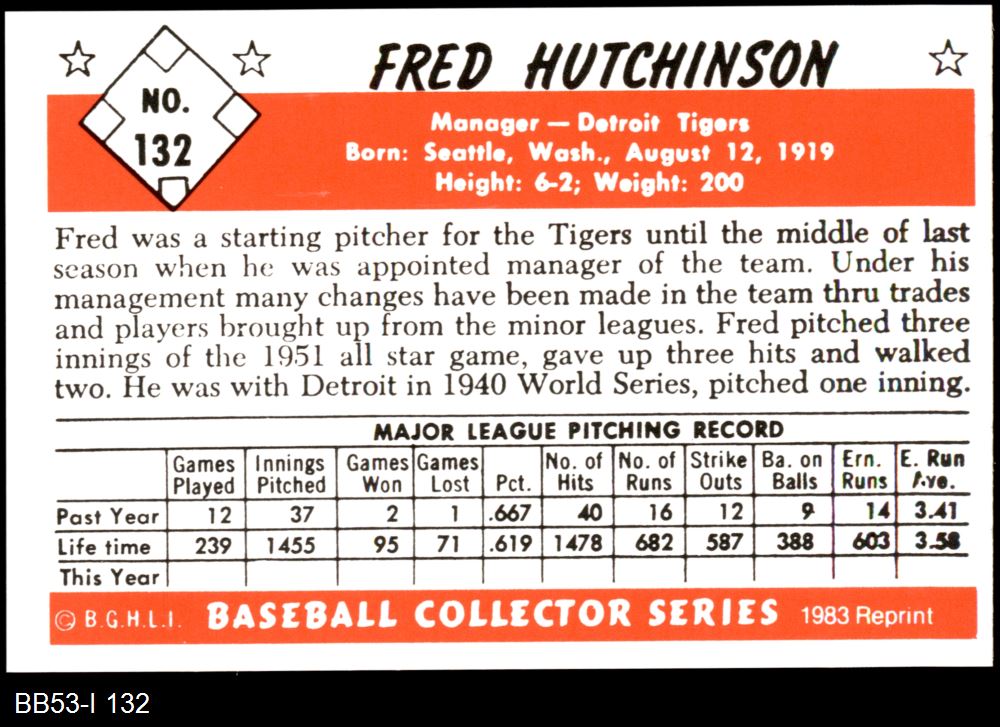 FRED HUTCHINSON
NO.
132
Manager — Detroit Tigers
Born: Seattle, Wash., August 12, 1919
Height: 6-2; Weight: 200
Fred was a starting pitcher for the Tigers until the middle of last
season when he was appointed manager of the team. Under his
management many changes have been made in the team thru trades
and players brought up from the minor leagues. Fred pitched three
innings of the 1951 all star game, gave up three hits and walked
two. He was with Detroit in 1940 World Series, pitched one inning.
MAJOR LEAGUE PITCHING RECORD
Games Innings Games Games No. of No. of Strike Ba. on Ern. E. Run
Played Pitched Won Lost Pct. Hits Runs Outs Balls Runs Ave.
Past Year 12 37 2 1 .667 40 16 12 9 14 3.41
Life time 239 1455 95 71 .619 1478 682 587 388 603 3.58
This Year
© B.G.H.L.I. BASEBALL COLLECTOR SERIES 1983 Reprint
BB53-I 132